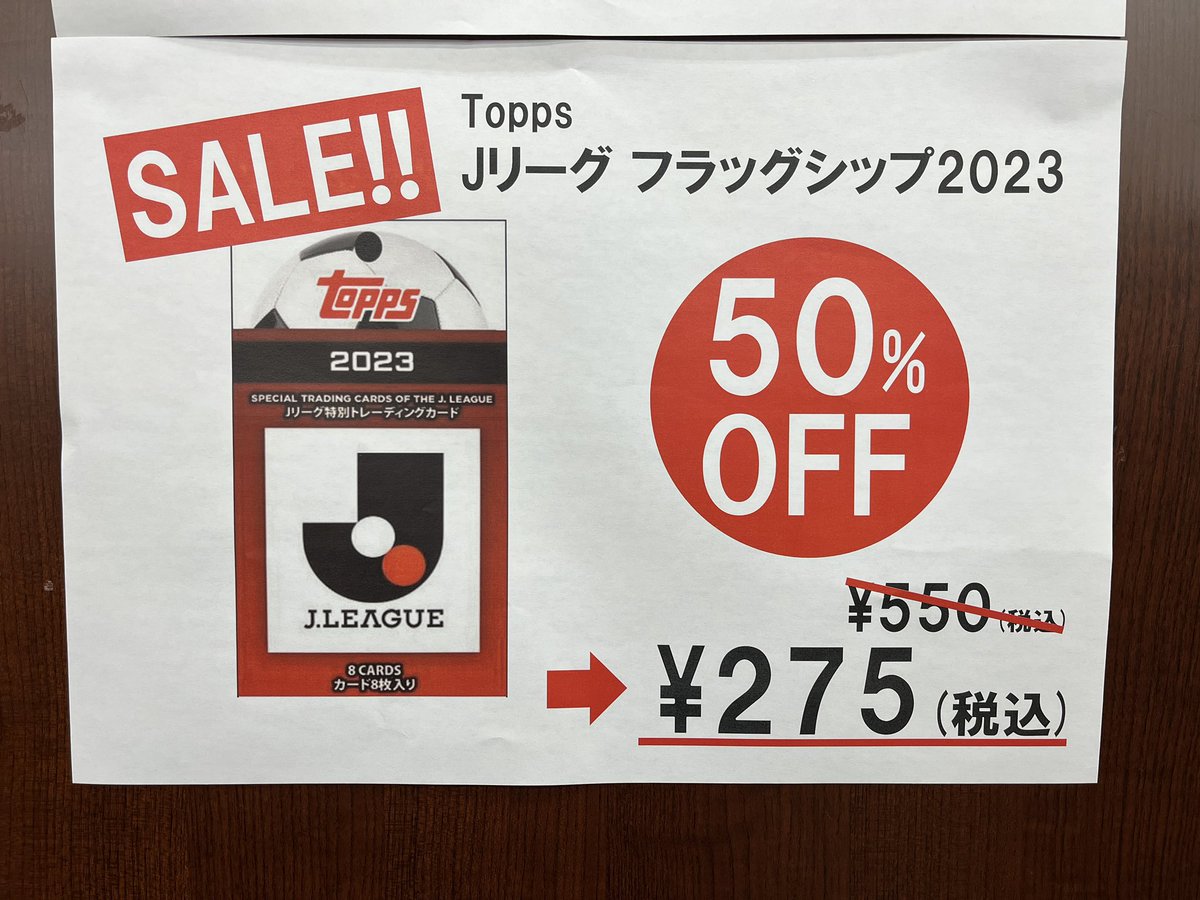 SALE!!
Topps
Jリーグ フラッグシップ2023
topps
2023
SPECIAL TRADING CARDS OF THE J. LEAGUE
Jリーグ特別トレーディングカード
J.LEAGUE
8 CARDS
カード8枚入り
50%
OFF
¥550(税込)
¥275(税込)